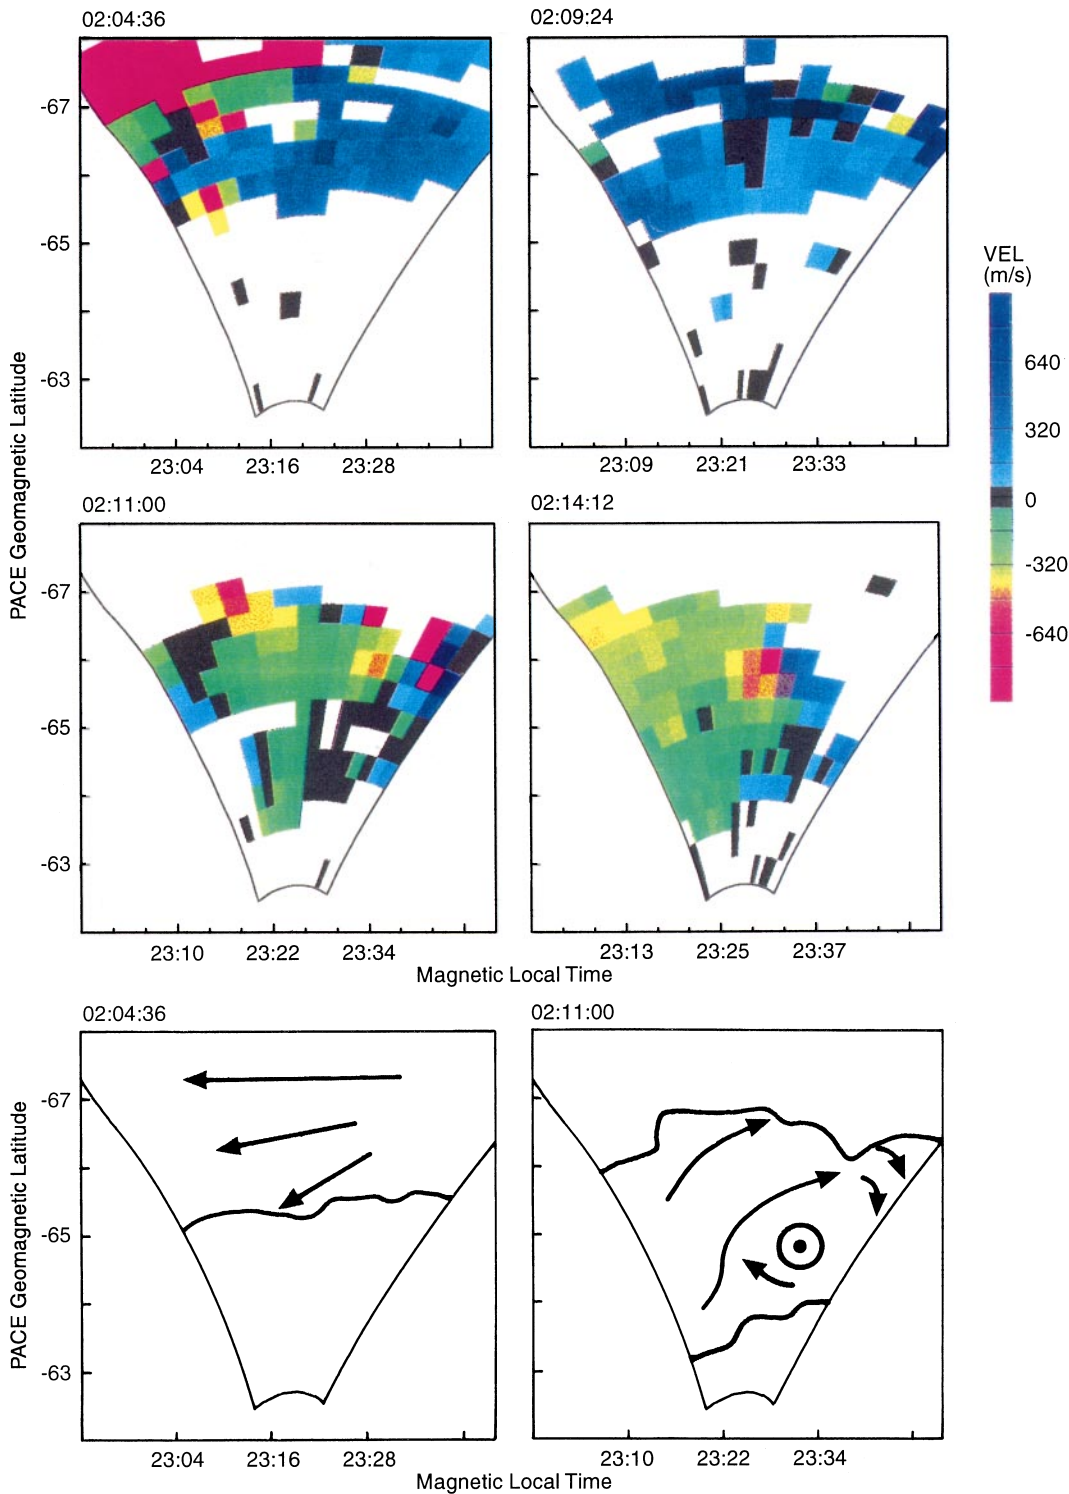 02:04:36
02:09:24
-67
-65
-63
23:04 23:16 23:28
23:09 23:21 23:33
VEL
(m/s)
640
320
0
-320
-640
PACE Geomagnetic Latitude
02:11:00
02:14:12
-67
-65
-63
23:10 23:22 23:34
23:13 23:25 23:37
Magnetic Local Time
02:04:36
02:11:00
PACE Geomagnetic Latitude
-67
-65
-63
23:04 23:16 23:28
23:10 23:22 23:34
Magnetic Local Time